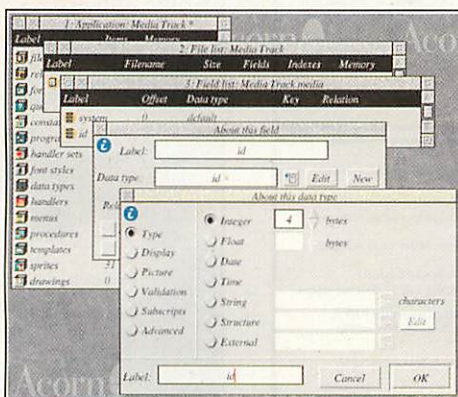 1: Application: Media Track *
Label Items Memory
2: File list: Media Track
Label Filename Size Fields Indexes Memory
3: Field list: Media Track.media
Label Offset Data type Key Relation
system 0 default
id
About this field
Label: id
Data type: id Edit New
About this data type
Type
Display
Picture
Validation
Subscripts
Advanced
Integer 4 bytes
Float bytes
Date
Time
String characters
Structure Edit
External
Label: id Cancel OK
handler sets
font styles
data types
handlers
menus
procedures
templates
sprites 31
drawings 0
Acorn
Aco